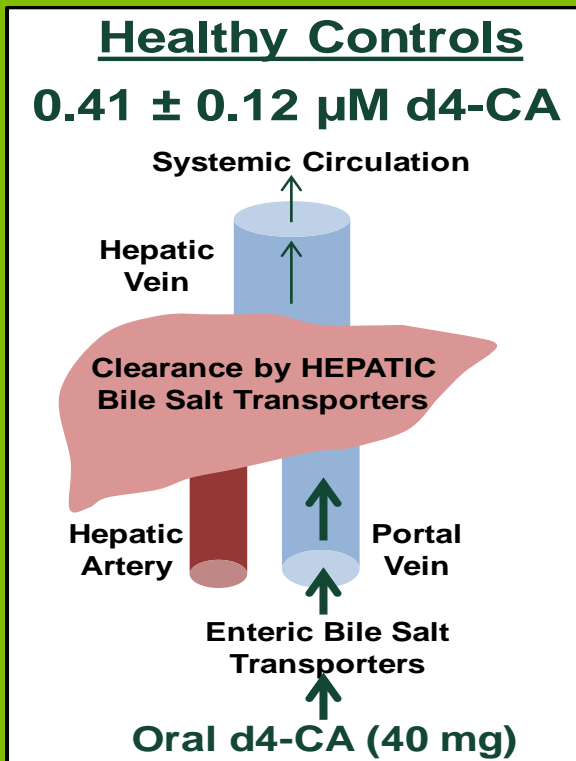 Healthy Controls
0.41 ± 0.12 µM d4-CA
Systemic Circulation
Hepatic
Vein
Clearance by HEPATIC
Bile Salt Transporters
Hepatic
Artery
Portal
Vein
Enteric Bile Salt
Transporters
Oral d4-CA (40 mg)